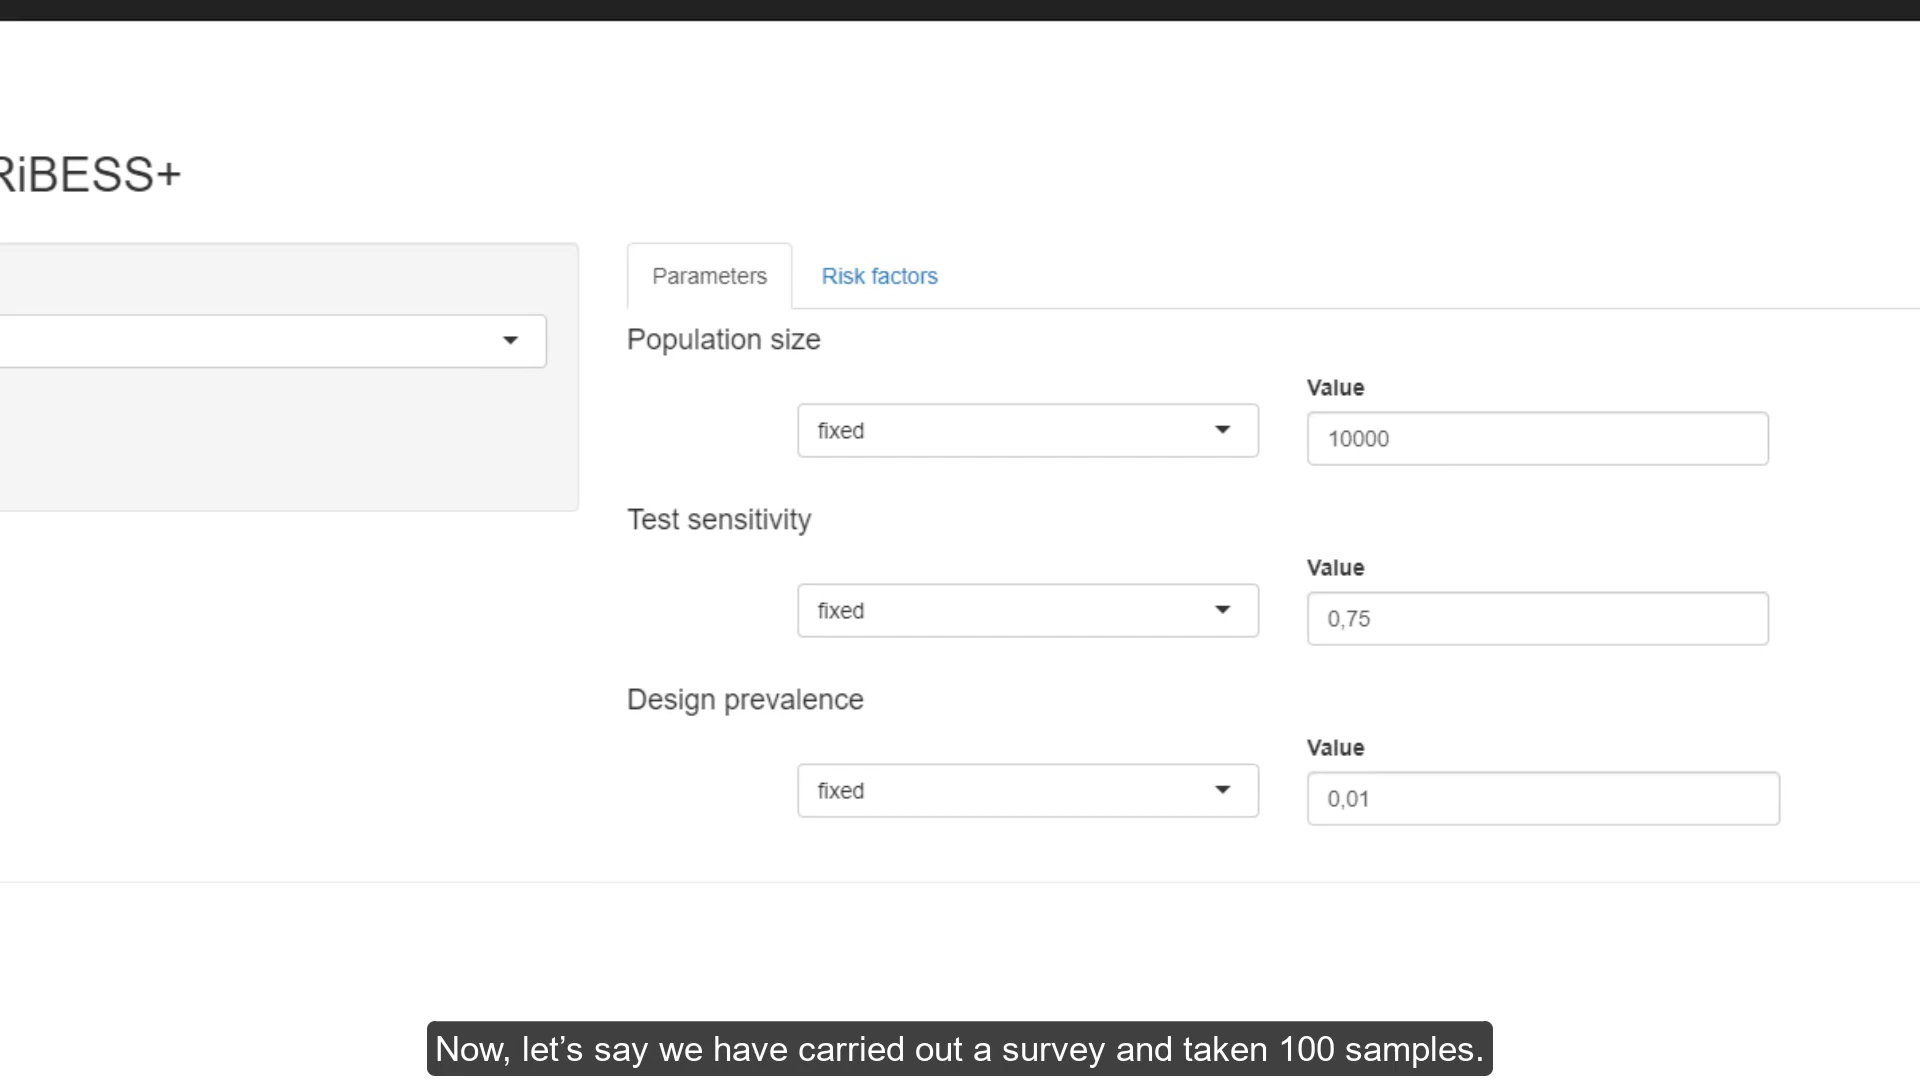 RiBESS+
Parameters
Risk factors
Population size
Value
fixed
10000
Test sensitivity
Value
fixed
0,75
Design prevalence
Value
fixed
0,01
Now, let’s say we have carried out a survey and taken 100 samples.